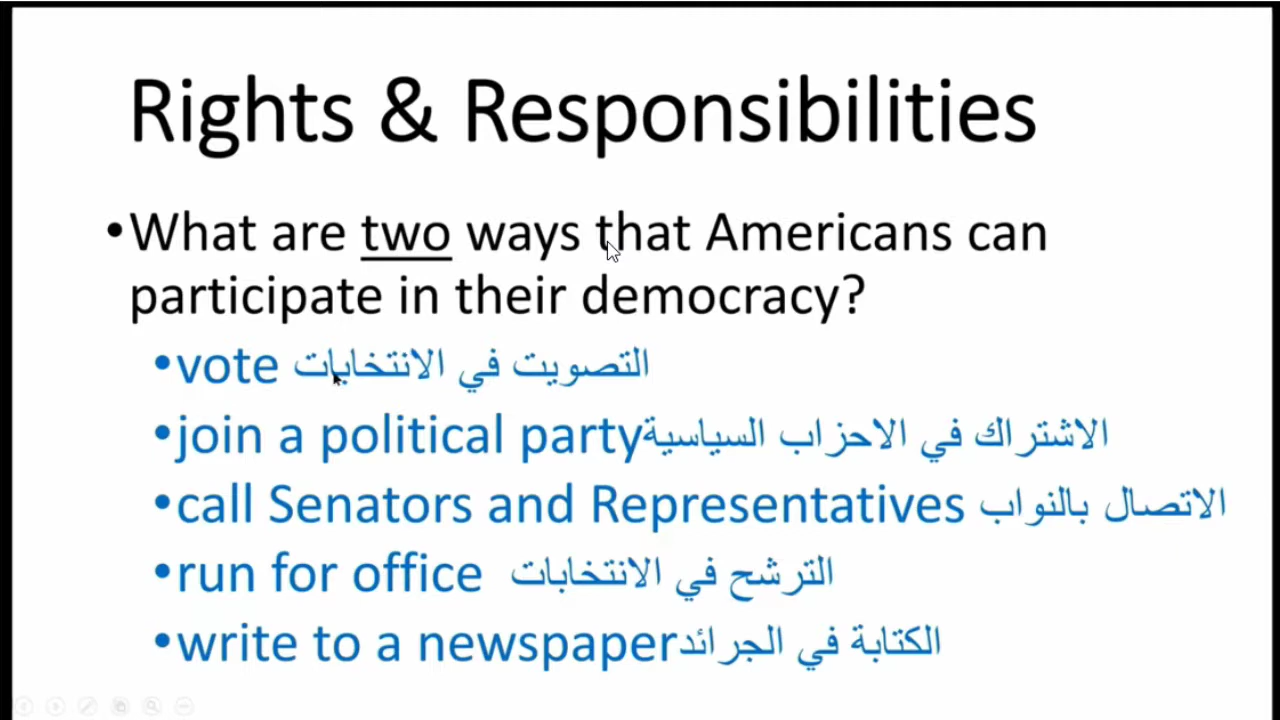 Rights & Responsibilities
•What are two ways that Americans can
participate in their democracy?
•vote التصويت في الانتخابات
•join a political partyالاشتراك في الاحزاب السياسية
•call Senators and Representatives الاتصال بالنواب
•run for office الترشح في الانتخابات
•write to a newspaperالكتابة في الجرائد